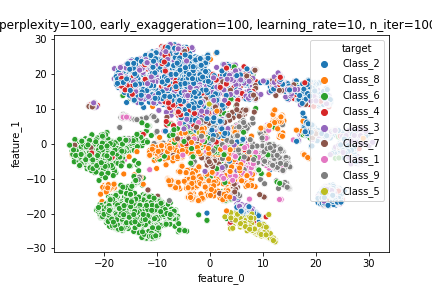 perplexity=100, early_exaggeration=100, learning_rate=10, n_iter=100
target
Class_2
Class_8
Class_6
Class_4
Class_3
Class_7
Class_1
Class_9
Class_5
30
20
10
0
−10
−20
−30
feature_1
−20
−10
0
10
20
30
feature_0